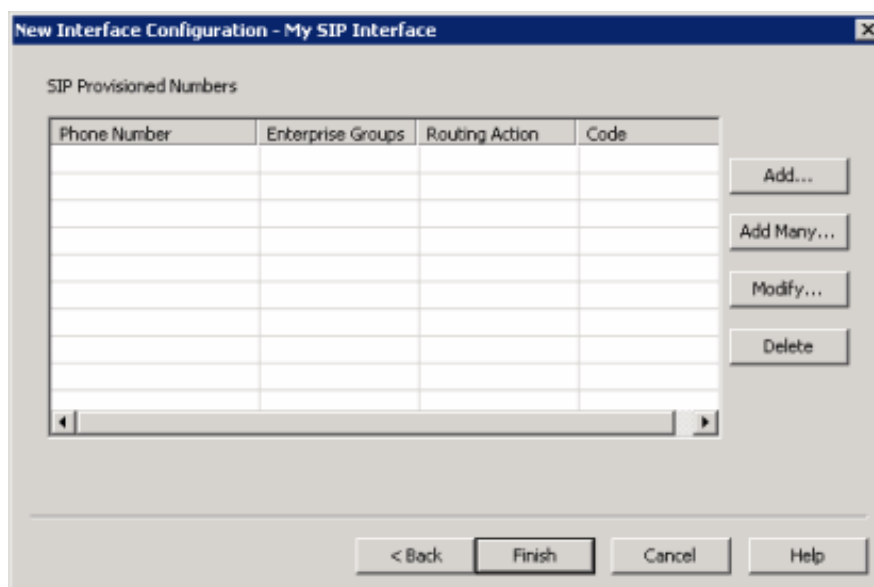 New Interface Configuration - My SIP Interface
SIP Provisioned Numbers
Phone Number Enterprise Groups Routing Action Code
Add...
Add Many...
Modify...
Delete
< Back Finish Cancel Help